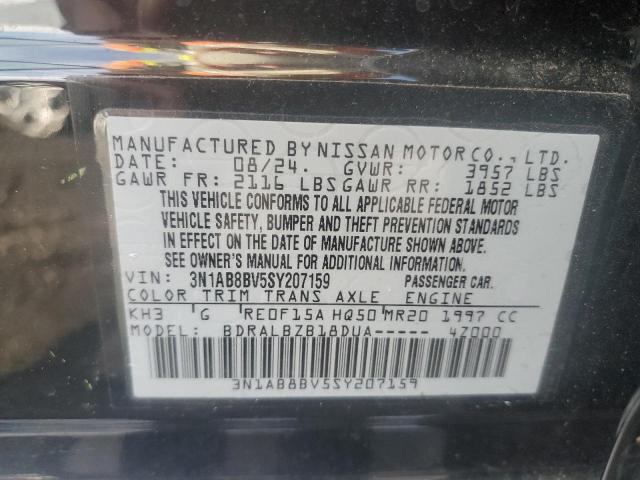 MANUFACTURED BY NISSAN MOTOR CO., LTD.
DATE: 08/24. GVWR: 3957 LBS
GAWR FR: 2116 LBS GAWR RR: 1852 LBS
THIS VEHICLE CONFORMS TO ALL APPLICABLE FEDERAL MOTOR
VEHICLE SAFETY, BUMPER AND THEFT PREVENTION STANDARDS
IN EFFECT ON THE DATE OF MANUFACTURE SHOWN ABOVE.
SEE OWNER'S MANUAL FOR ADDITIONAL INFORMATION.
VIN: 3N1AB8BV5SY207159 PASSENGER CAR.
COLOR TRIM TRANS AXLE ENGINE
KH3 G RE0F15A HQ50 MR20 1997 CC
MODEL: BDRALBZB18DUA----- 4Z000
3N1AB8BV5SY207159